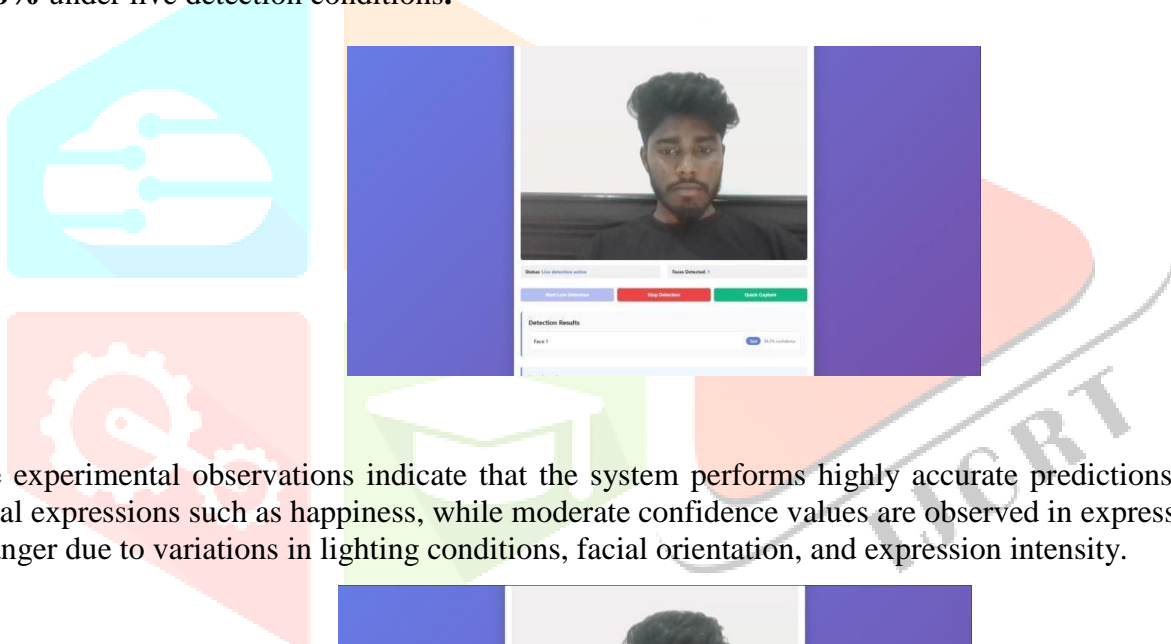 % under live detection conditions.
Status: Live detection active
Faces Detected: 1
Start Live Detection
Stop Detection
Quick Capture
Detection Results
Face 1
confidence
experimental observations indicate that the system performs highly accurate predictions
al expressions such as happiness, while moderate confidence values are observed in express
nger due to variations in lighting conditions, facial orientation, and expression intensity.
IJCRT